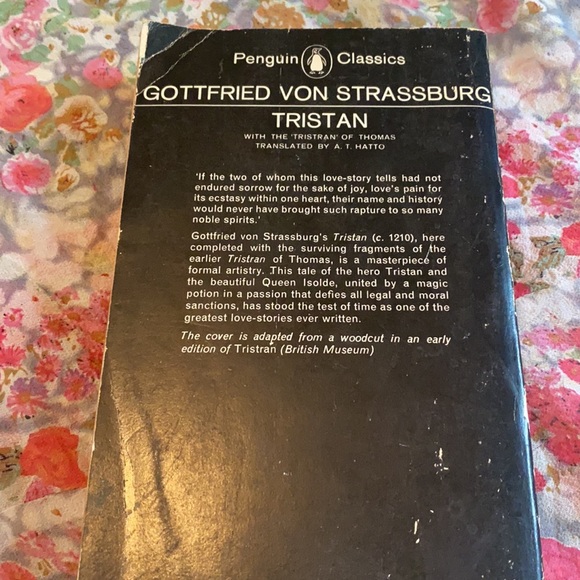 Penguin Classics
GOTTFRIED VON STRASSBURG
TRISTAN
WITH THE 'TRISTRAN' OF THOMAS
TRANSLATED BY A. T. HATTO
'If the two of whom this love-story tells had not
endured sorrow for the sake of joy, love's pain for
its ecstasy within one heart, their name and history
would never have brought such rapture to so many
noble spirits.'
Gottfried von Strassburg's Tristan (c. 1210), here
completed with the surviving fragments of the
earlier Tristran of Thomas, is a masterpiece of
formal artistry. This tale of the hero Tristan and
the beautiful Queen Isolde, united by a magic
potion in a passion that defies all legal and moral
sanctions, has stood the test of time as one of the
greatest love-stories ever written.
The cover is adapted from a woodcut in an early
edition of Tristran (British Museum)